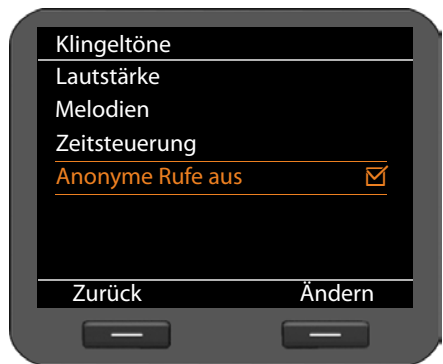 Klingeltöne
Lautstärke
Melodien
Zeitsteuerung
Anonyme Rufe aus
Zurück Ändern